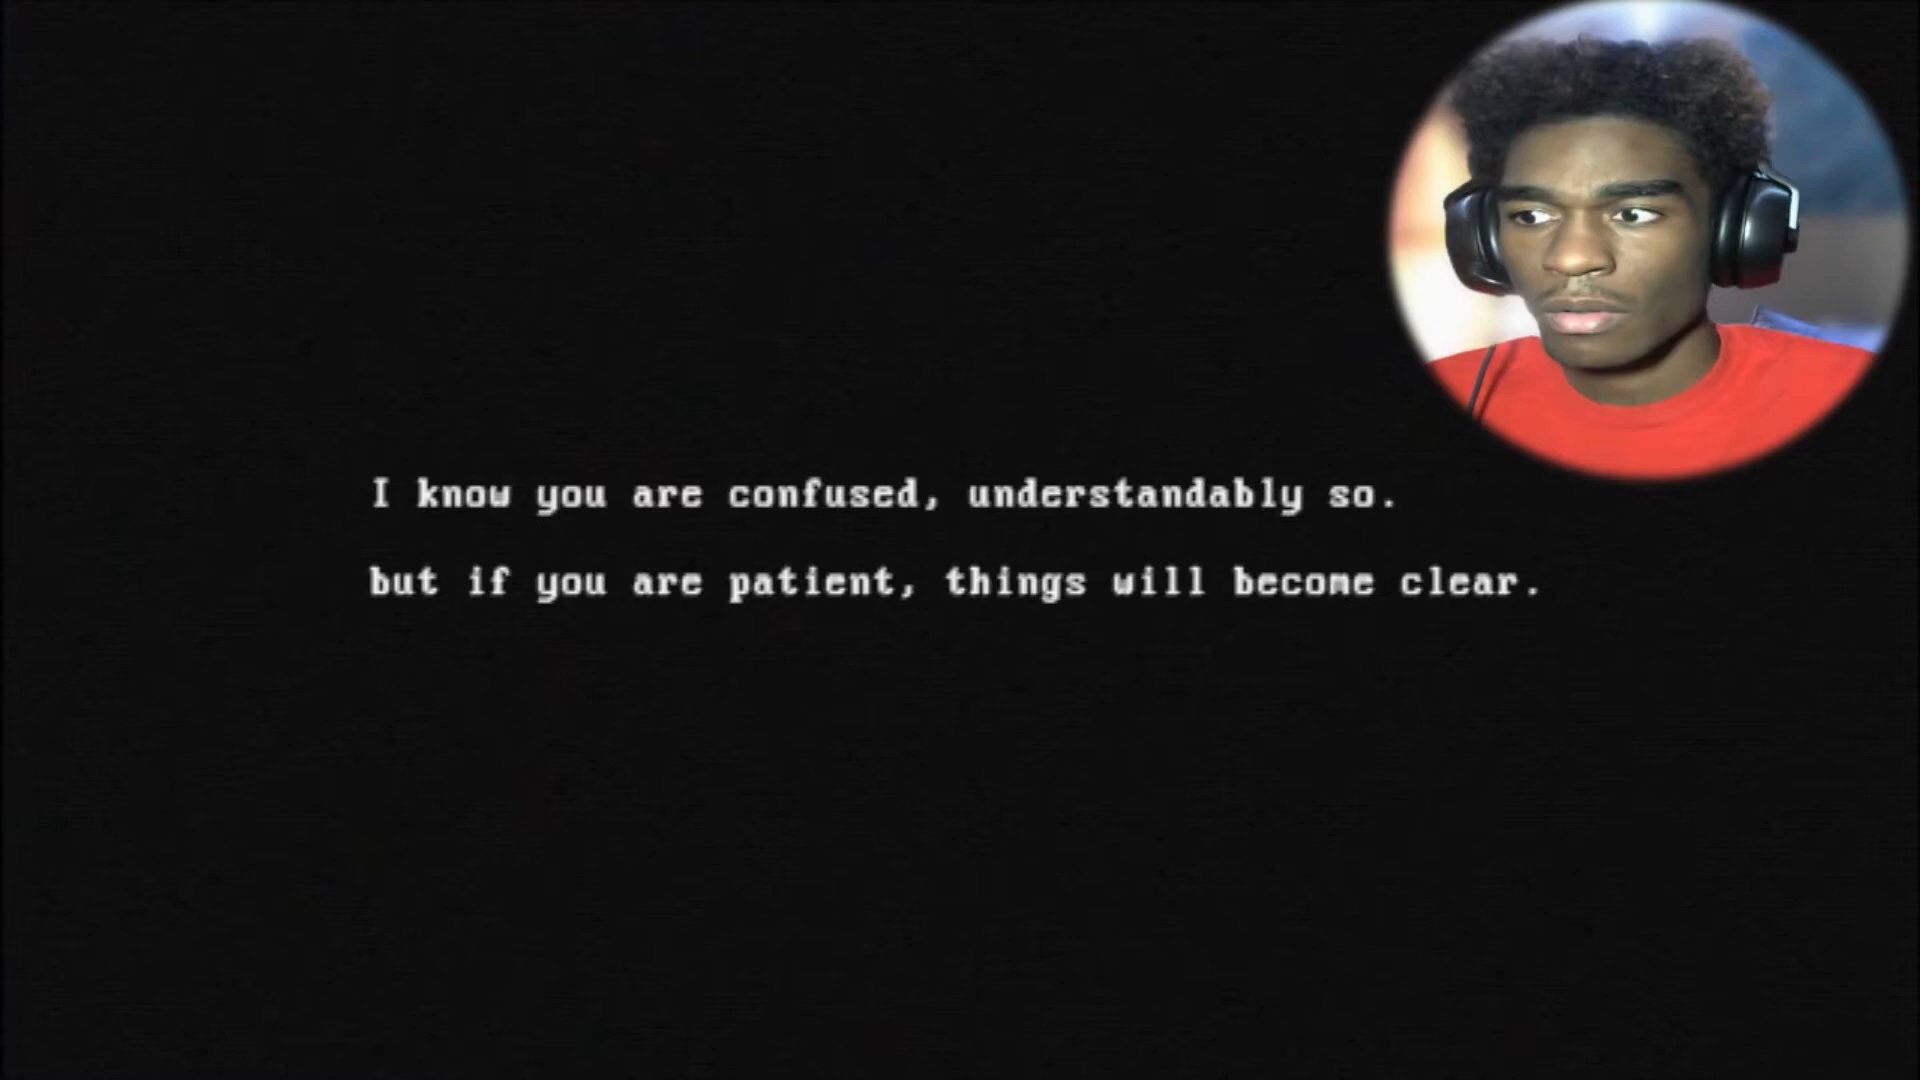 I know you are confused, understandably so.
but if you are patient, things will become clear.